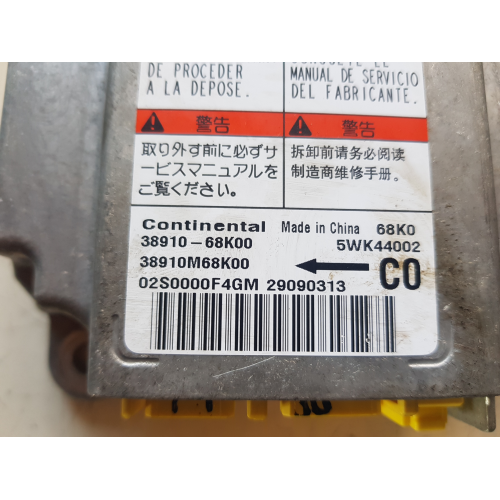 DE PROCEDER
A LA DEPOSE.
MANUAL DE SERVICIO
DEL FABRICANTE.
警告
取り外す前に必ずサ
ービスマニュアルを
ご覧ください。
警告
拆卸前请务必阅读
制造商维修手册。
Continental Made in China 68K0
38910-68K00 5WK44002
38910M68K00 C0
02S0000F4GM 29090313